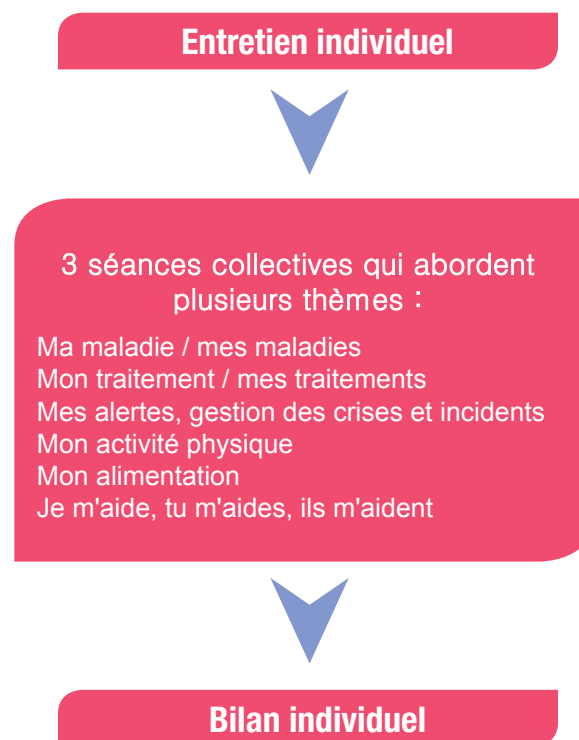 Entretien individuel
3 séances collectives qui abordent
plusieurs thèmes :
Ma maladie / mes maladies
Mon traitement / mes traitements
Mes alertes, gestion des crises et incidents
Mon activité physique
Mon alimentation
Je m'aide, tu m'aides, ils m'aident
Bilan individuel